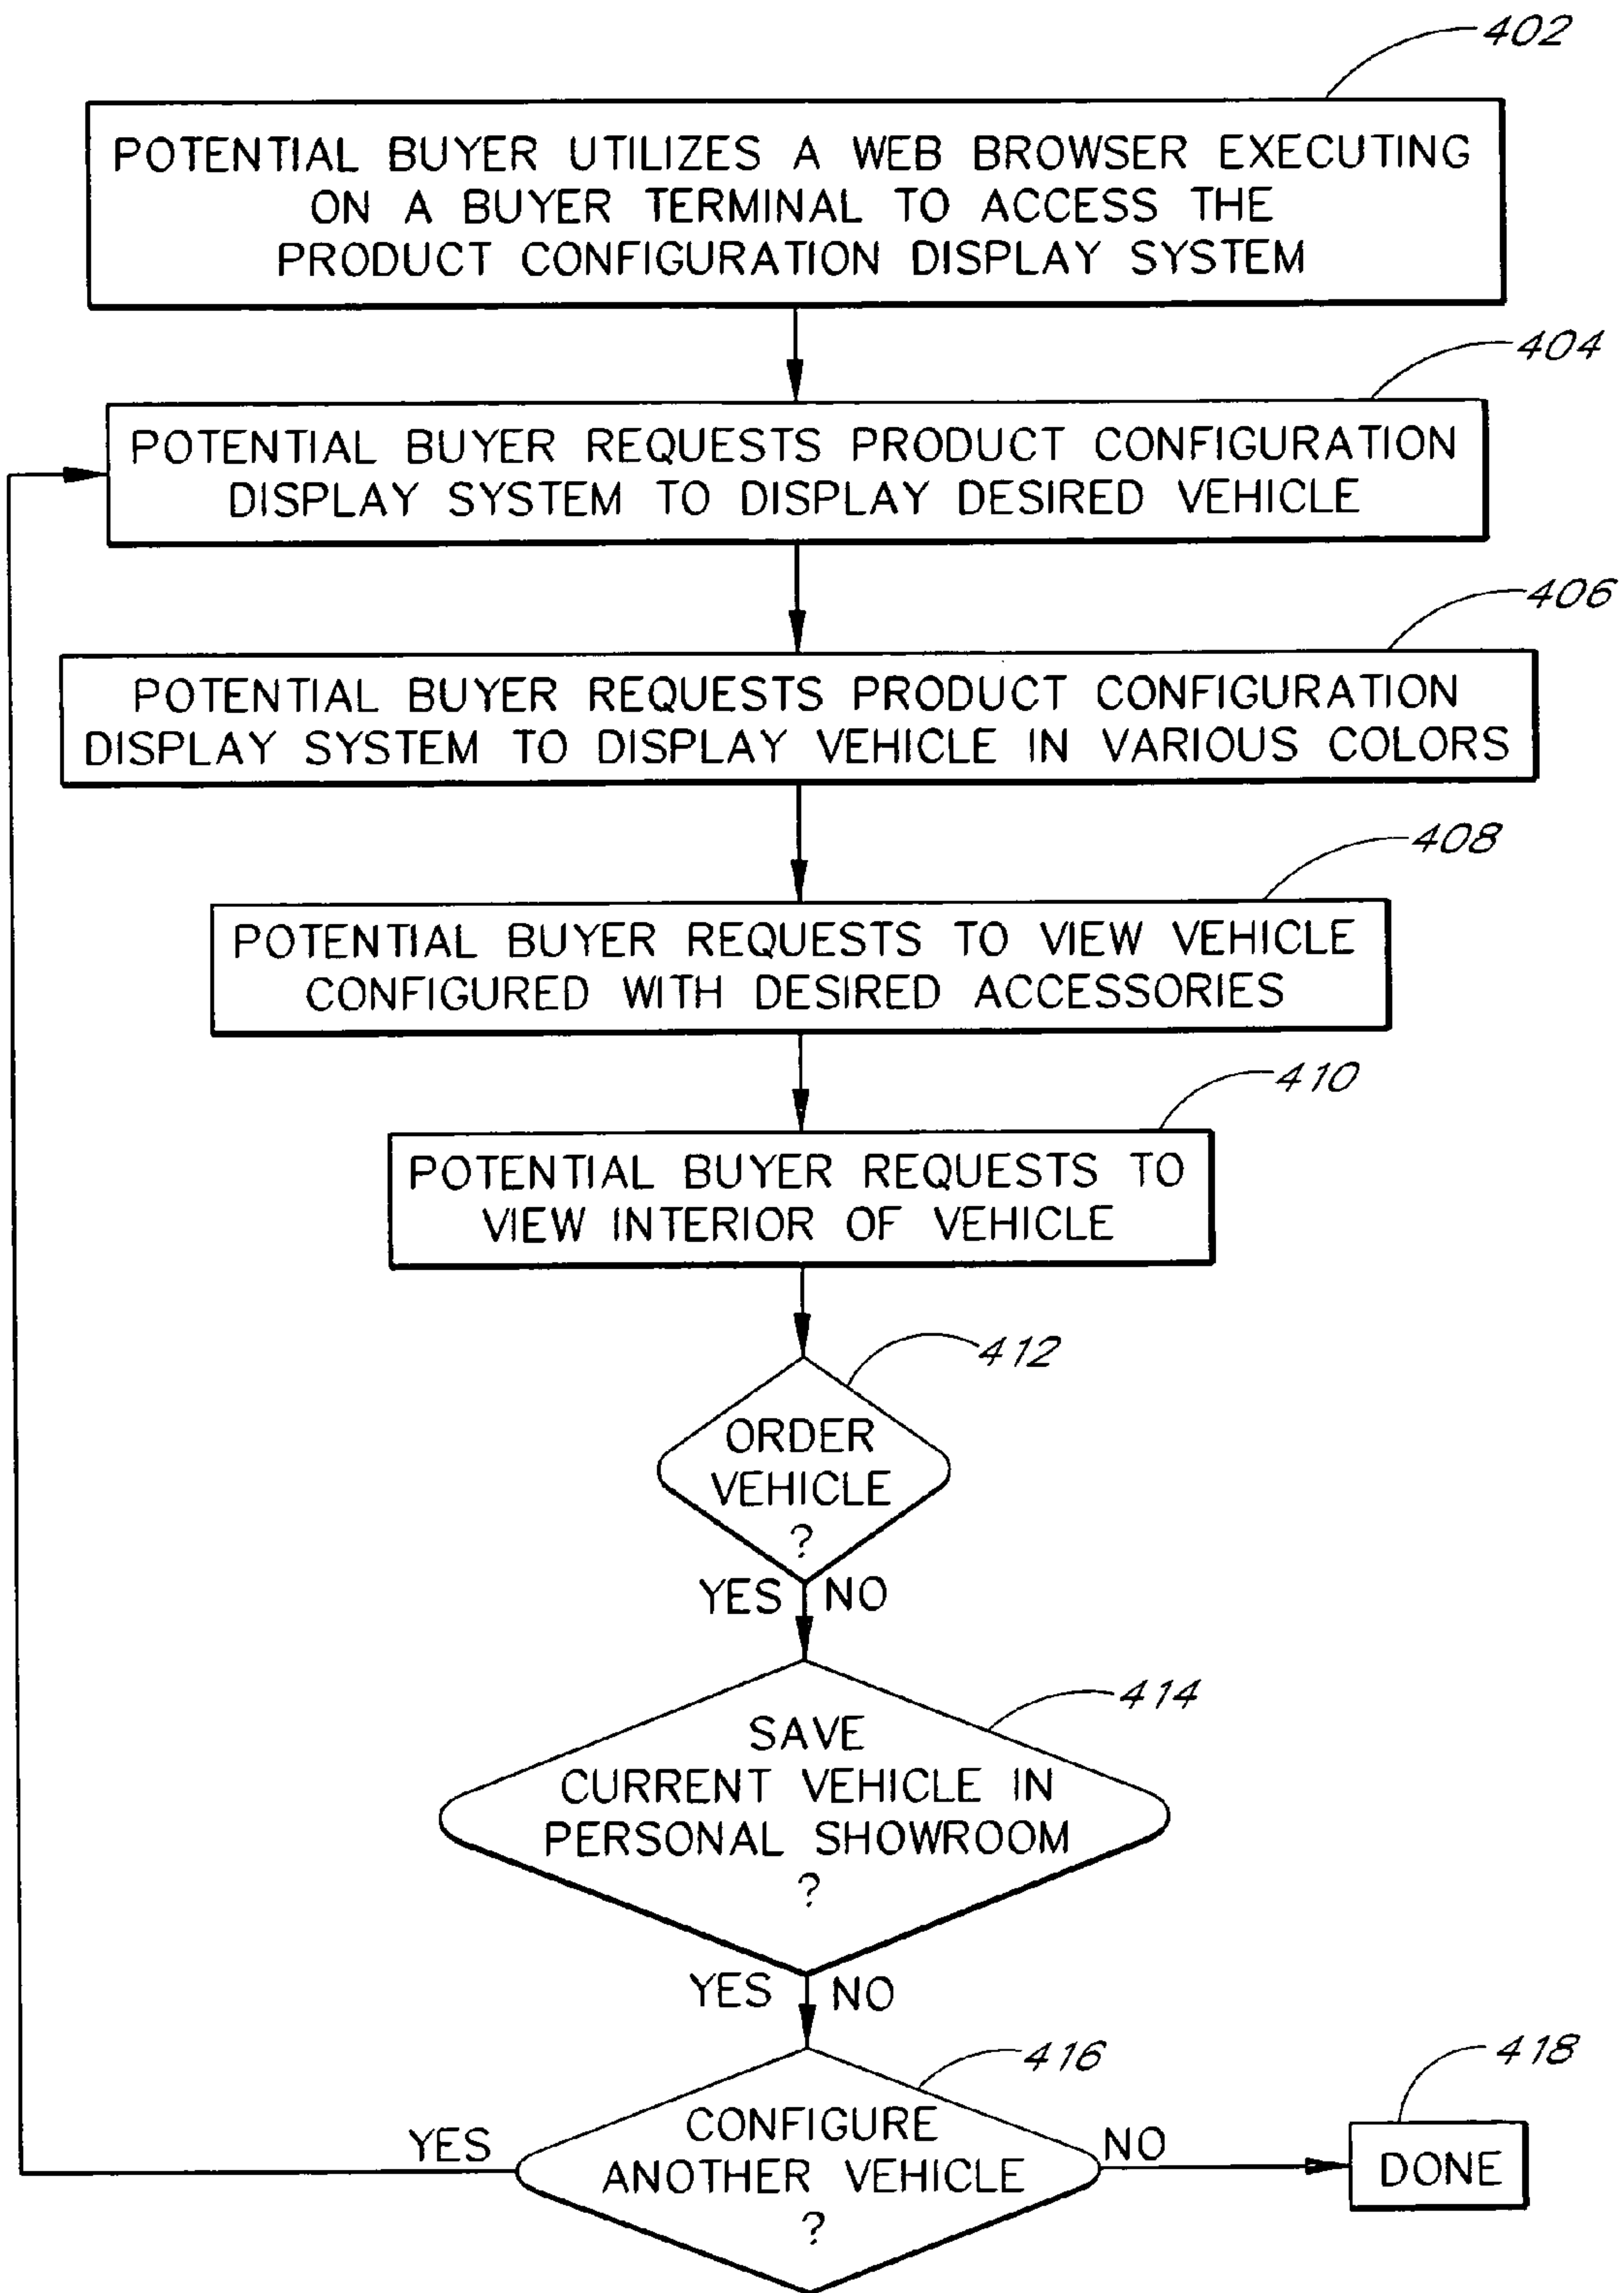 402
POTENTIAL BUYER UTILIZES A WEB BROWSER EXECUTING
ON A BUYER TERMINAL TO ACCESS THE
PRODUCT CONFIGURATION DISPLAY SYSTEM
404
POTENTIAL BUYER REQUESTS PRODUCT CONFIGURATION
DISPLAY SYSTEM TO DISPLAY DESIRED VEHICLE
406
POTENTIAL BUYER REQUESTS PRODUCT CONFIGURATION
DISPLAY SYSTEM TO DISPLAY VEHICLE IN VARIOUS COLORS
408
POTENTIAL BUYER REQUESTS TO VIEW VEHICLE
CONFIGURED WITH DESIRED ACCESSORIES
410
POTENTIAL BUYER REQUESTS TO
VIEW INTERIOR OF VEHICLE
412
ORDER
VEHICLE
?
YES NO
414
SAVE
CURRENT VEHICLE IN
PERSONAL SHOWROOM
?
YES NO
416
418
CONFIGURE
ANOTHER VEHICLE
?
YES
NO
DONE